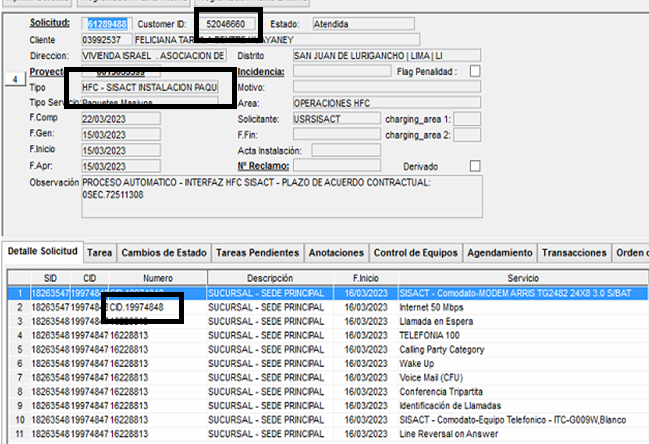 Solicitud: 61289488 Customer ID: 52046660 Estado: Atendida
Cliente 03992537 FELICIANA
Direccion: VIVIENDA ISRAEL , ASOCIACION DE Distrito SAN JUAN DE LURIGANCHO | LIMA | LI
Proyecto Incidencia: Flag Penalidad :
4
Tipo HFC - SISACT INSTALACION PAQU Motivo:
Tipo Servicio Paquetes Masivos Area: OPERACIONES HFC
F.Comp 22/03/2023 Solicitante: USRSISACT charging_area 1:
F.Gen: 15/03/2023 F.Fin: charging_area 2:
F.Inicio 15/03/2023 Acta Instalación:
F.Apr: 15/03/2023 Nº Reclamo: Derivado
Observación PROCESO AUTOMATICO - INTERFAZ HFC SISACT - PLAZO DE ACUERDO CONTRACTUAL:
0SEC.72511308
Detalle Solicitud Tarea Cambios de Estado Tareas Pendientes Anotaciones Control de Equipos Agendamiento Transacciones Orden
SID CID Numero Descripción F.Inicio Servicio
1 18263547 SUCURSAL - SEDE PRINCIPAL 16/03/2023 SISACT - Comodato-MODEM ARRIS TG2482 24X8 3.0 S/BAT
2 18263547 CID.19974848 SUCURSAL - SEDE PRINCIPAL 16/03/2023 Internet 50 Mbps
3 18263548 19974847 16228813 SUCURSAL - SEDE PRINCIPAL 16/03/2023 Llamada en Espera
4 18263548 19974847 16228813 SUCURSAL - SEDE PRINCIPAL 16/03/2023 TELEFONIA 100
5 18263548 19974847 16228813 SUCURSAL - SEDE PRINCIPAL 16/03/2023 Calling Party Category
6 18263548 19974847 16228813 SUCURSAL - SEDE PRINCIPAL 16/03/2023 Wake Up
7 18263548 19974847 16228813 SUCURSAL - SEDE PRINCIPAL 16/03/2023 Voice Mail (CFU)
8 18263548 19974847 16228813 SUCURSAL - SEDE PRINCIPAL 16/03/2023 Conferencia Tripartita
9 18263548 19974847 16228813 SUCURSAL - SEDE PRINCIPAL 16/03/2023 Identificación de Llamadas
10 18263548 19974847 16228813 SUCURSAL - SEDE PRINCIPAL 16/03/2023 SISACT - Comodato-Equipo Telefonico - ITC-G009W,Blanco
11 18263548 19974847 16228813 SUCURSAL - SEDE PRINCIPAL 16/03/2023 Line Reversal on Answer